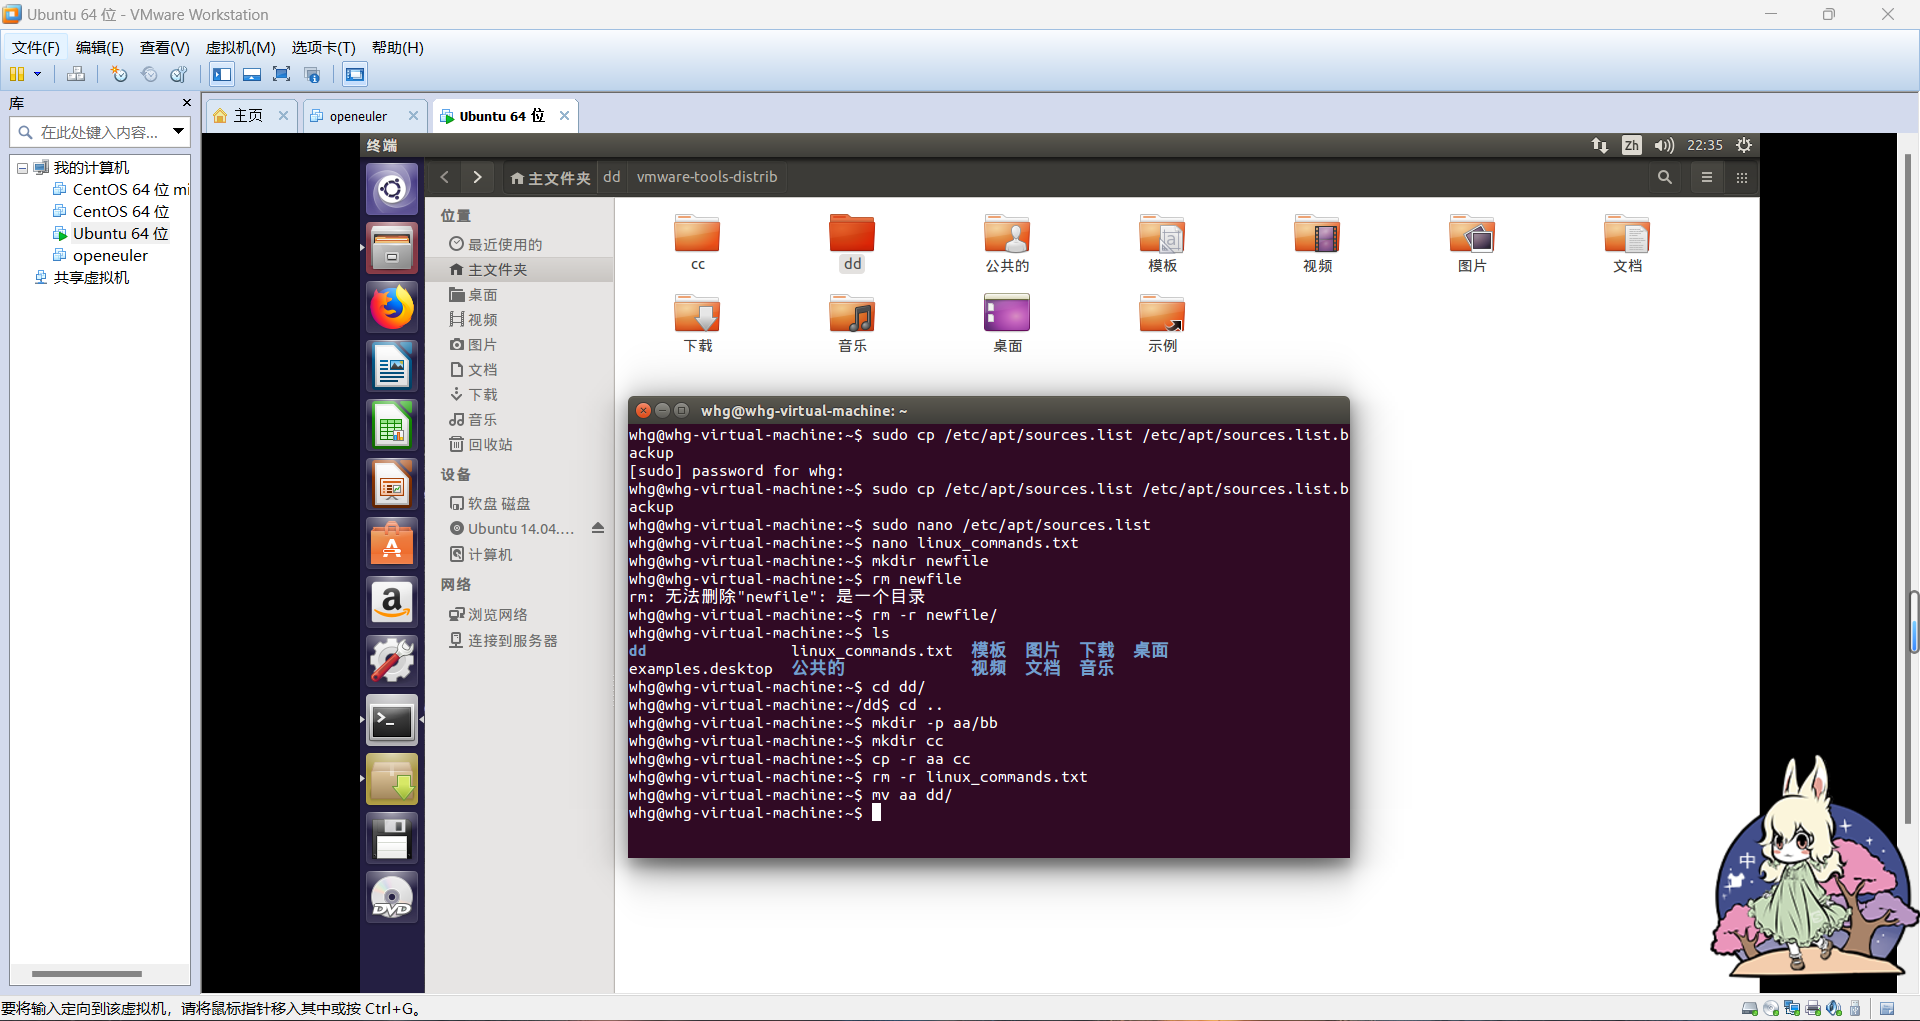 Ubuntu 64 位 - VMware Workstation
文件(F) 编辑(E) 查看(V) 虚拟机(M) 选项卡(T) 帮助(H)
库
在此处键入内容...
我的计算机
CentOS 64 位 mi
CentOS 64 位
Ubuntu 64 位
openeuler
共享虚拟机
主页 openeuler Ubuntu 64 位
终端 Zh 22:35
主文件夹 dd vmware-tools-distrib
位置
最近使用的
主文件夹
桌面
视频
图片
文档
下载
音乐
回收站
设备
软盘 磁盘
Ubuntu 14.04....
计算机
网络
浏览网络
连接到服务器
cc dd 公共的 模板 视频 图片 文档
下载 音乐 桌面 示例
whg@whg-virtual-machine: ~
whg@whg-virtual-machine:~$ sudo cp /etc/apt/sources.list /etc/apt/sources.list.b
ackup
[sudo] password for whg:
whg@whg-virtual-machine:~$ sudo cp /etc/apt/sources.list /etc/apt/sources.list.b
ackup
whg@whg-virtual-machine:~$ sudo nano /etc/apt/sources.list
whg@whg-virtual-machine:~$ nano linux_commands.txt
whg@whg-virtual-machine:~$ mkdir newfile
whg@whg-virtual-machine:~$ rm newfile
rm: 无法删除"newfile": 是一个目录
whg@whg-virtual-machine:~$ rm -r newfile/
whg@whg-virtual-machine:~$ ls
dd linux_commands.txt 模板 图片 下载 桌面
examples.desktop 公共的 视频 文档 音乐
whg@whg-virtual-machine:~$ cd dd/
whg@whg-virtual-machine:~/dd$ cd ..
whg@whg-virtual-machine:~$ mkdir -p aa/bb
whg@whg-virtual-machine:~$ mkdir cc
whg@whg-virtual-machine:~$ cp -r aa cc
whg@whg-virtual-machine:~$ rm -r linux_commands.txt
whg@whg-virtual-machine:~$ mv aa dd/
whg@whg-virtual-machine:~$
DVD
中
要将输入定向到该虚拟机，请将鼠标指针移入其中或按 Ctrl+G。